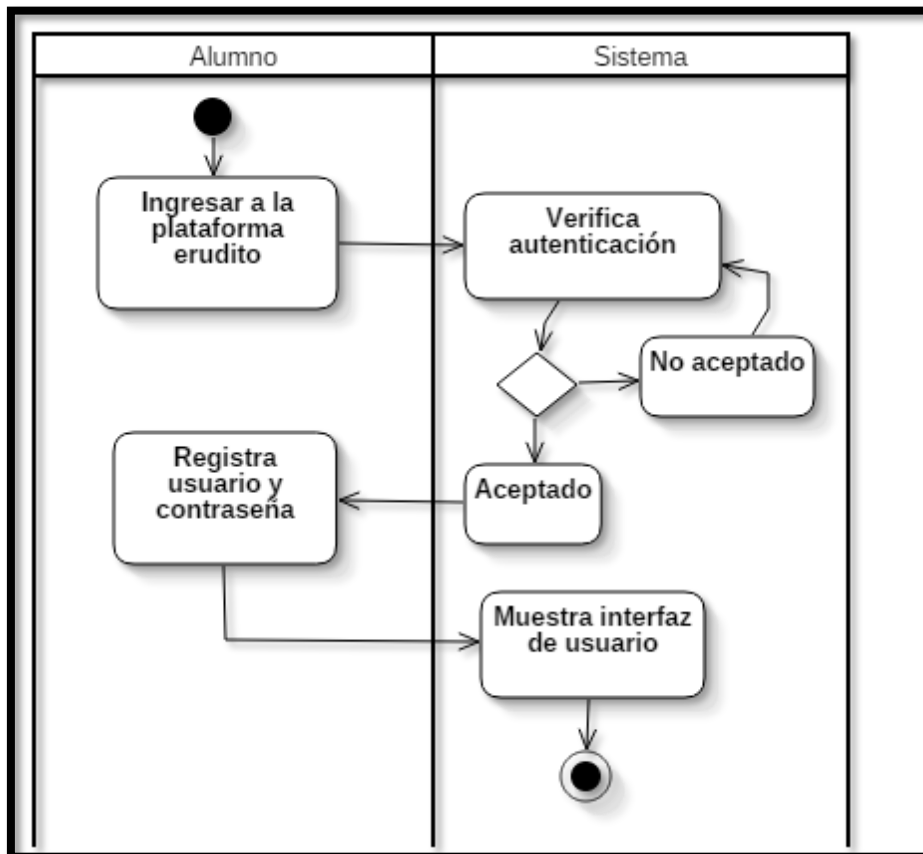 Alumno
Sistema
Ingresar a la
plataforma
erudito
Verifica
autenticación
No aceptado
Registra
usuario y
contraseña
Aceptado
Muestra interfaz
de usuario